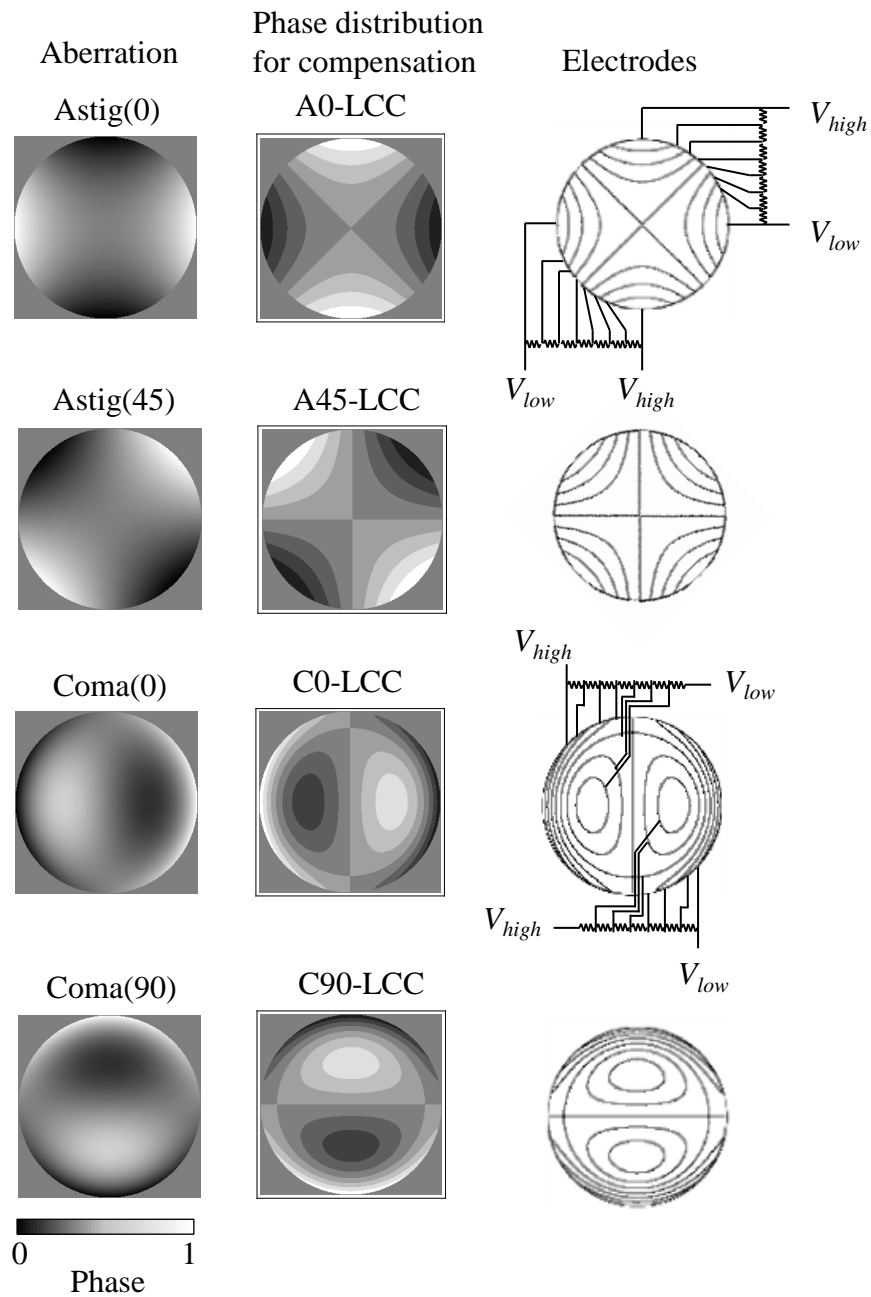 Aberration
Phase distribution
for compensation
Electrodes
Astig(0)
A0-LCC
V_high
V_low
V_low
V_high
Astig(45)
A45-LCC
Coma(0)
C0-LCC
V_high
V_low
V_high
V_low
Coma(90)
C90-LCC
0
1
Phase